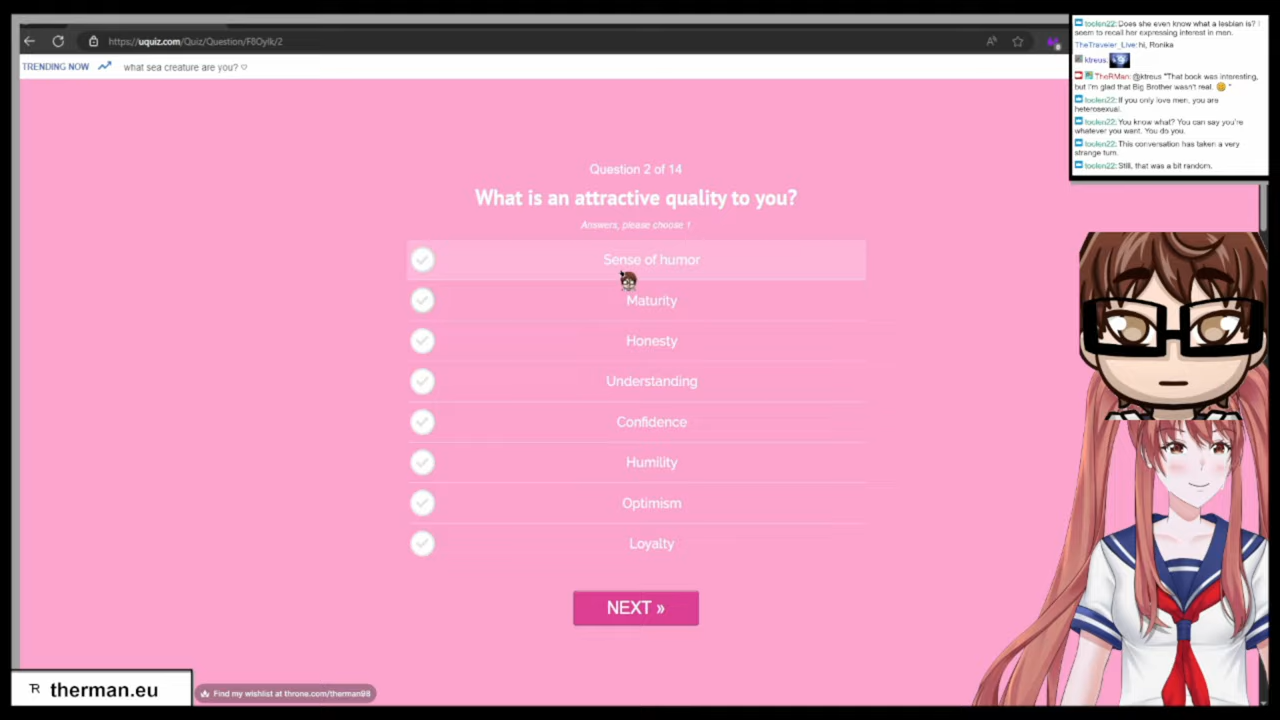 https://uquiz.com/Quiz/Question/F6Oylk/2
TRENDING NOW
what sea creature are you? ♡
Question 2 of 14
What is an attractive quality to you?
Answers, please choose 1
Sense of humor
Maturity
Honesty
Understanding
Confidence
Humility
Optimism
Loyalty
NEXT »
toclen22: Does she even know what a lesbian is? I
seem to recall her expressing interest in men.
TheTraveler_Live: hi, Ronika
ktreus:
TheRMan: @ktreus "That book was interesting,
but I'm glad that Big Brother wasn't real. "
toclen22: If you only love men, you are
heterosexual.
toclen22: You know what? You can say you're
whatever you want. You do you.
toclen22: This conversation has taken a very
strange turn.
toclen22: Still, that was a bit random.
TR therman.eu
Find my wishlist at throne.com/therman98